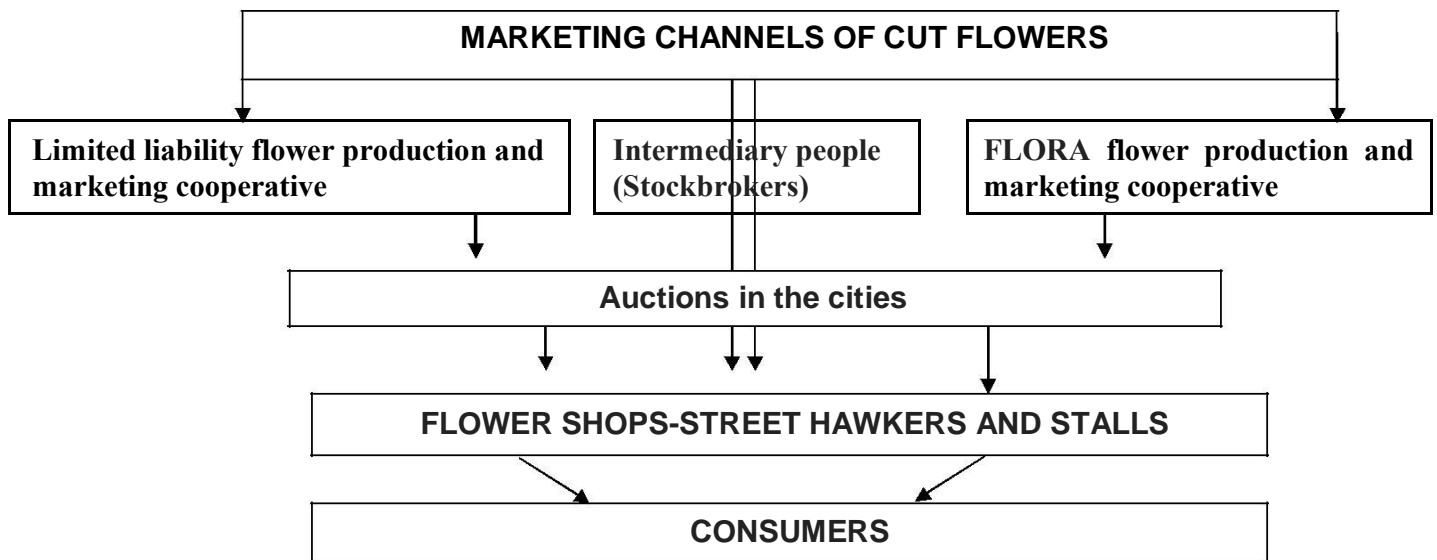 MARKETING CHANNELS OF CUT FLOWERS
Limited liability flower production and
marketing cooperative
Intermediary people
(Stockbrokers)
FLORA flower production and
marketing cooperative
Auctions in the cities
FLOWER SHOPS-STREET HAWKERS AND STALLS
CONSUMERS